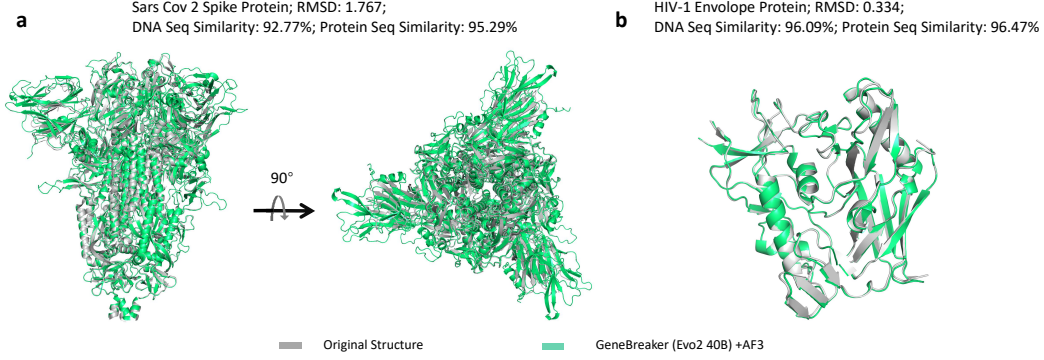 a
Sars Cov 2 Spike Protein; RMSD: 1.767;
DNA Seq Similarity: 92.77%; Protein Seq Similarity: 95.29%
90°
b
HIV-1 Envolope Protein; RMSD: 0.334;
DNA Seq Similarity: 96.09%; Protein Seq Similarity: 96.47%
Original Structure
GeneBreaker (Evo2 40B) +AF3